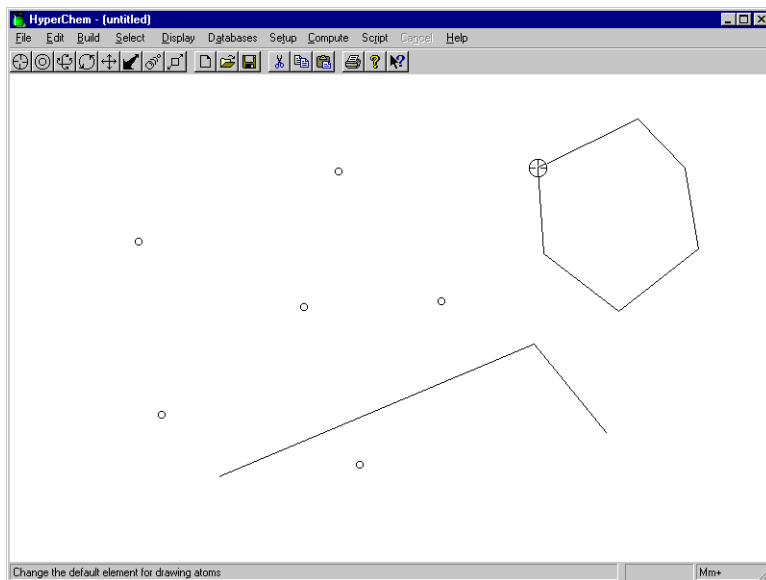 HyperChem - (untitled)
File Edit Build Select Display Databases Setup Compute Script Cancel Help
Change the default element for drawing atoms Mm+